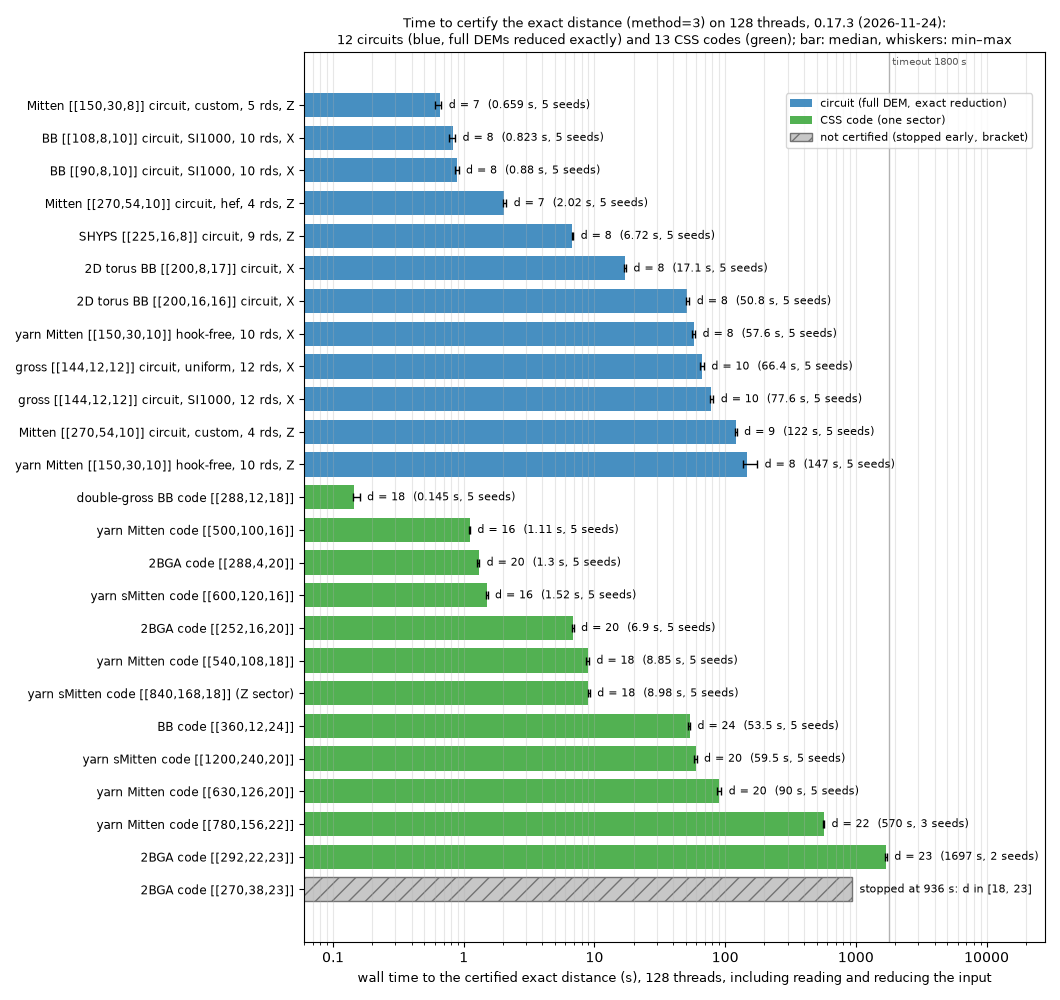 Time to certify the exact distance (method=3) on 128 threads, 0.17.3 (2026-11-24):
12 circuits (blue, full DEMs reduced exactly) and 13 CSS codes (green); bar: median, whiskers: min–max
timeout 1800 s
circuit (full DEM, exact reduction)
CSS code (one sector)
not certified (stopped early, bracket)
Mitten [[150,30,8]] circuit, custom, 5 rds, Z d = 7 (0.659 s, 5 seeds)
BB [[108,8,10]] circuit, SI1000, 10 rds, X d = 8 (0.823 s, 5 seeds)
BB [[90,8,10]] circuit, SI1000, 10 rds, X d = 8 (0.88 s, 5 seeds)
Mitten [[270,54,10]] circuit, hef, 4 rds, Z d = 7 (2.02 s, 5 seeds)
SHYPS [[225,16,8]] circuit, 9 rds, Z d = 8 (6.72 s, 5 seeds)
2D torus BB [[200,8,17]] circuit, X d = 8 (17.1 s, 5 seeds)
2D torus BB [[200,16,16]] circuit, X d = 8 (50.8 s, 5 seeds)
yarn Mitten [[150,30,10]] hook-free, 10 rds, X d = 8 (57.6 s, 5 seeds)
gross [[144,12,12]] circuit, uniform, 12 rds, X d = 10 (66.4 s, 5 seeds)
gross [[144,12,12]] circuit, SI1000, 12 rds, X d = 10 (77.6 s, 5 seeds)
Mitten [[270,54,10]] circuit, custom, 4 rds, Z d = 9 (122 s, 5 seeds)
yarn Mitten [[150,30,10]] hook-free, 10 rds, Z d = 8 (147 s, 5 seeds)
double-gross BB code [[288,12,18]] d = 18 (0.145 s, 5 seeds)
yarn Mitten code [[500,100,16]] d = 16 (1.11 s, 5 seeds)
2BGA code [[288,4,20]] d = 20 (1.3 s, 5 seeds)
yarn sMitten code [[600,120,16]] d = 16 (1.52 s, 5 seeds)
2BGA code [[252,16,20]] d = 20 (6.9 s, 5 seeds)
yarn Mitten code [[540,108,18]] d = 18 (8.85 s, 5 seeds)
yarn sMitten code [[840,168,18]] (Z sector) d = 18 (8.98 s, 5 seeds)
BB code [[360,12,24]] d = 24 (53.5 s, 5 seeds)
yarn sMitten code [[1200,240,20]] d = 20 (59.5 s, 5 seeds)
yarn Mitten code [[630,126,20]] d = 20 (90 s, 5 seeds)
yarn Mitten code [[780,156,22]] d = 22 (570 s, 3 seeds)
2BGA code [[292,22,23]] d = 23 (1697 s, 2 seeds)
2BGA code [[270,38,23]] stopped at 936 s: d in [18, 23]
0.1 1 10 100 1000 10000
wall time to the certified exact distance (s), 128 threads, including reading and reducing the input